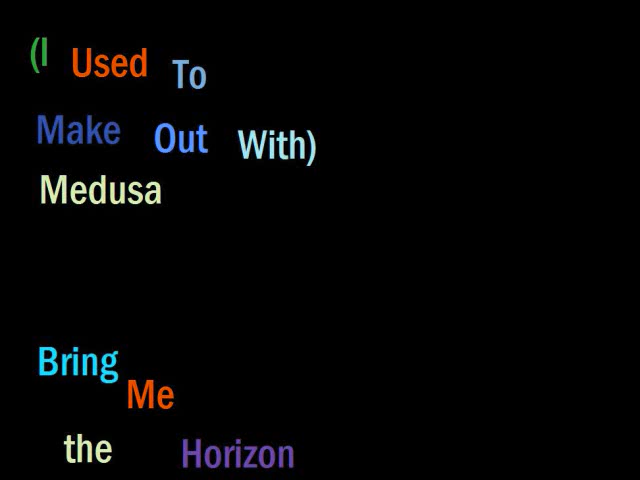 (I Used To
Make Out With)
Medusa
Bring
Me
the Horizon